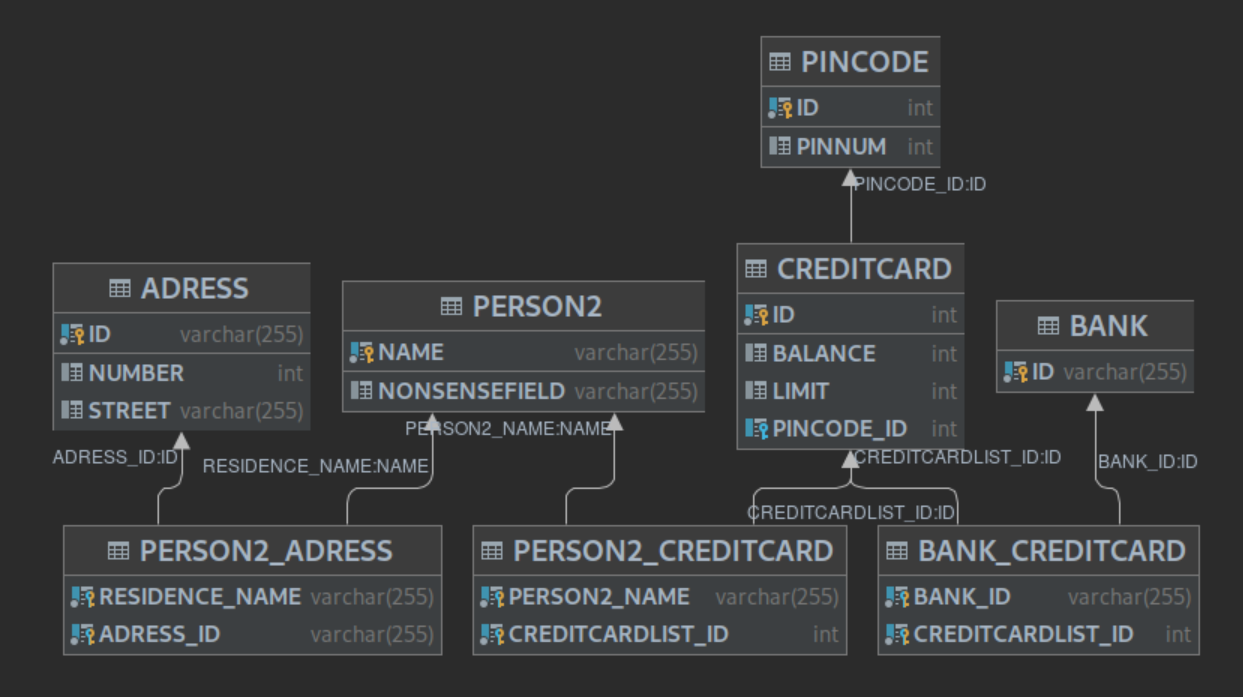 PINCODE
ID int
PINNUM int
PINCODE_ID:ID
ADRESS
ID varchar(255)
NUMBER int
STREET varchar(255)
PERSON2
NAME varchar(255)
NONSENSEFIELD varchar(255)
CREDITCARD
ID int
BALANCE int
LIMIT int
PINCODE_ID int
BANK
ID varchar(255)
ADRESS_ID:ID
RESIDENCE_NAME:NAME
PERSON2_NAME:NAME
CREDITCARDLIST_ID:ID
BANK_ID:ID
CREDITCARDLIST_ID:ID
PERSON2_ADRESS
RESIDENCE_NAME varchar(255)
ADRESS_ID varchar(255)
PERSON2_CREDITCARD
PERSON2_NAME varchar(255)
CREDITCARDLIST_ID int
BANK_CREDITCARD
BANK_ID varchar(255)
CREDITCARDLIST_ID int